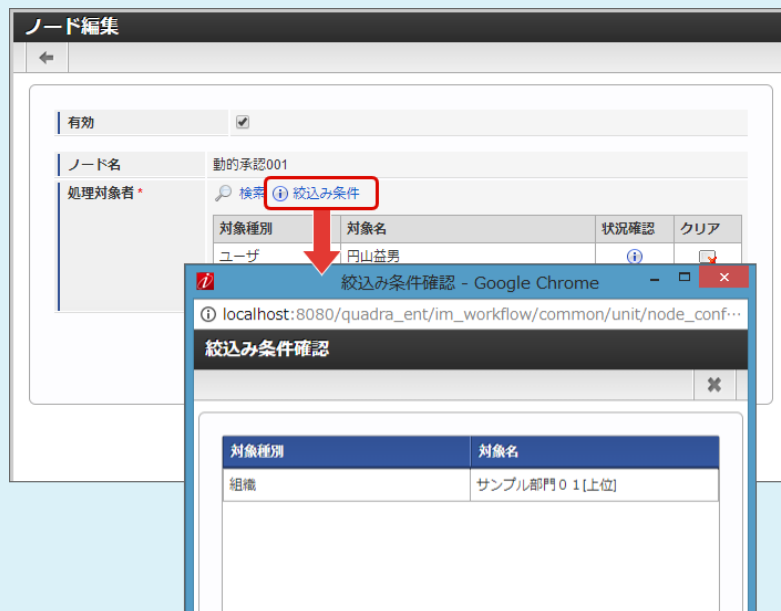 ノード編集
有効
ノード名 動的承認001
処理対象者* 検索 絞込み条件
対象種別 対象名 状況確認 クリア
ユーザ 円山益男
絞込み条件確認 - Google Chrome
localhost:8080/quadra_ent/im_workflow/common/unit/node_conf…
絞込み条件確認
対象種別 対象名
組織 サンプル部門01[上位]